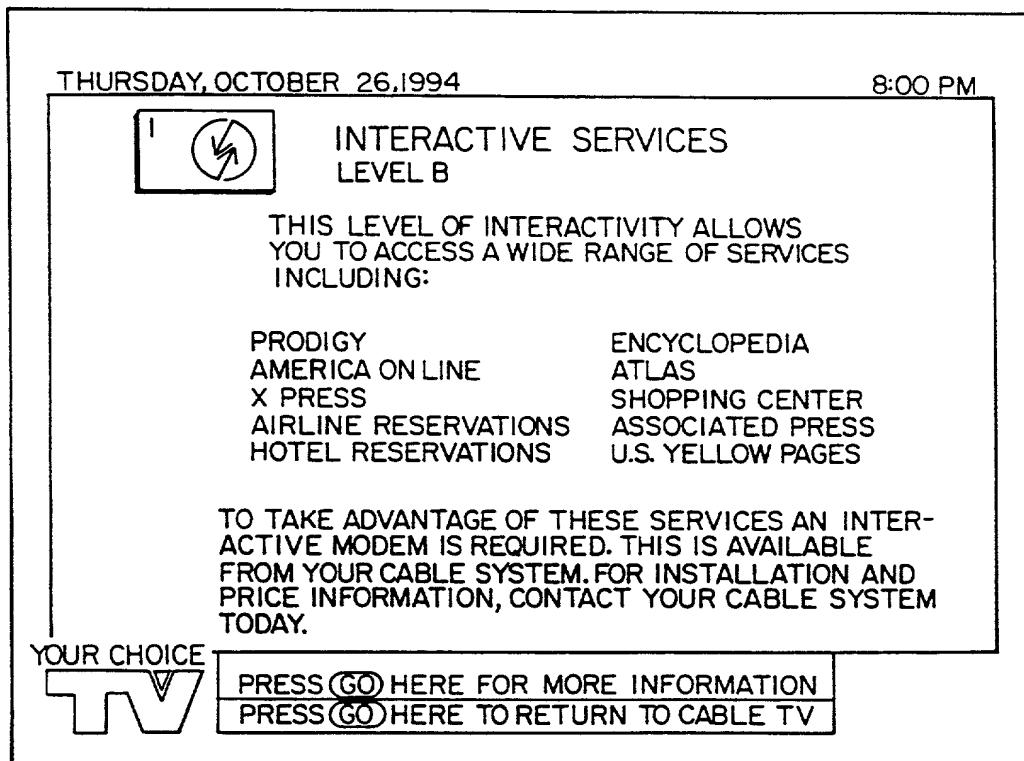 THURSDAY, OCTOBER 26, 1994 8:00 PM
1
INTERACTIVE SERVICES
LEVEL B
THIS LEVEL OF INTERACTIVITY ALLOWS
YOU TO ACCESS A WIDE RANGE OF SERVICES
INCLUDING:
PRODIGY ENCYCLOPEDIA
AMERICA ON LINE ATLAS
X PRESS SHOPPING CENTER
AIRLINE RESERVATIONS ASSOCIATED PRESS
HOTEL RESERVATIONS U.S. YELLOW PAGES
TO TAKE ADVANTAGE OF THESE SERVICES AN INTER-
ACTIVE MODEM IS REQUIRED. THIS IS AVAILABLE
FROM YOUR CABLE SYSTEM. FOR INSTALLATION AND
PRICE INFORMATION, CONTACT YOUR CABLE SYSTEM
TODAY.
YOUR CHOICE
TV
PRESS GO HERE FOR MORE INFORMATION
PRESS GO HERE TO RETURN TO CABLE TV